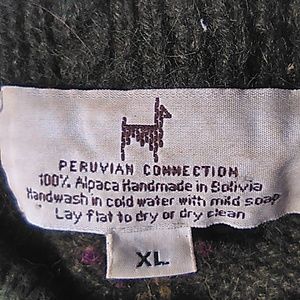 PERUVIAN CONNECTION
100% Alpaca Handmade in Bolivia
Handwash in cold water with mild soap
Lay flat to dry or dry clean
XL